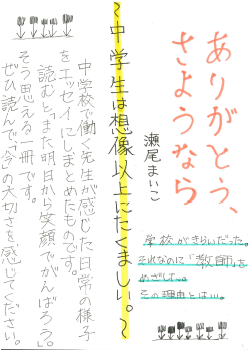 ありがとう、
さようなら
瀬尾まいこ
学校がきらいだった。
それなのに「教師」を
その理由とは…。
～中学生は想像以上にたくましい。～
中学校で働く先生が感じた日常の様子
をエッセイにしまとめたものです。
読むと「また明日から笑顔でがんばろう」
そう思える一冊です。
ぜひ読んで、「今の大切さ」を感じてください。